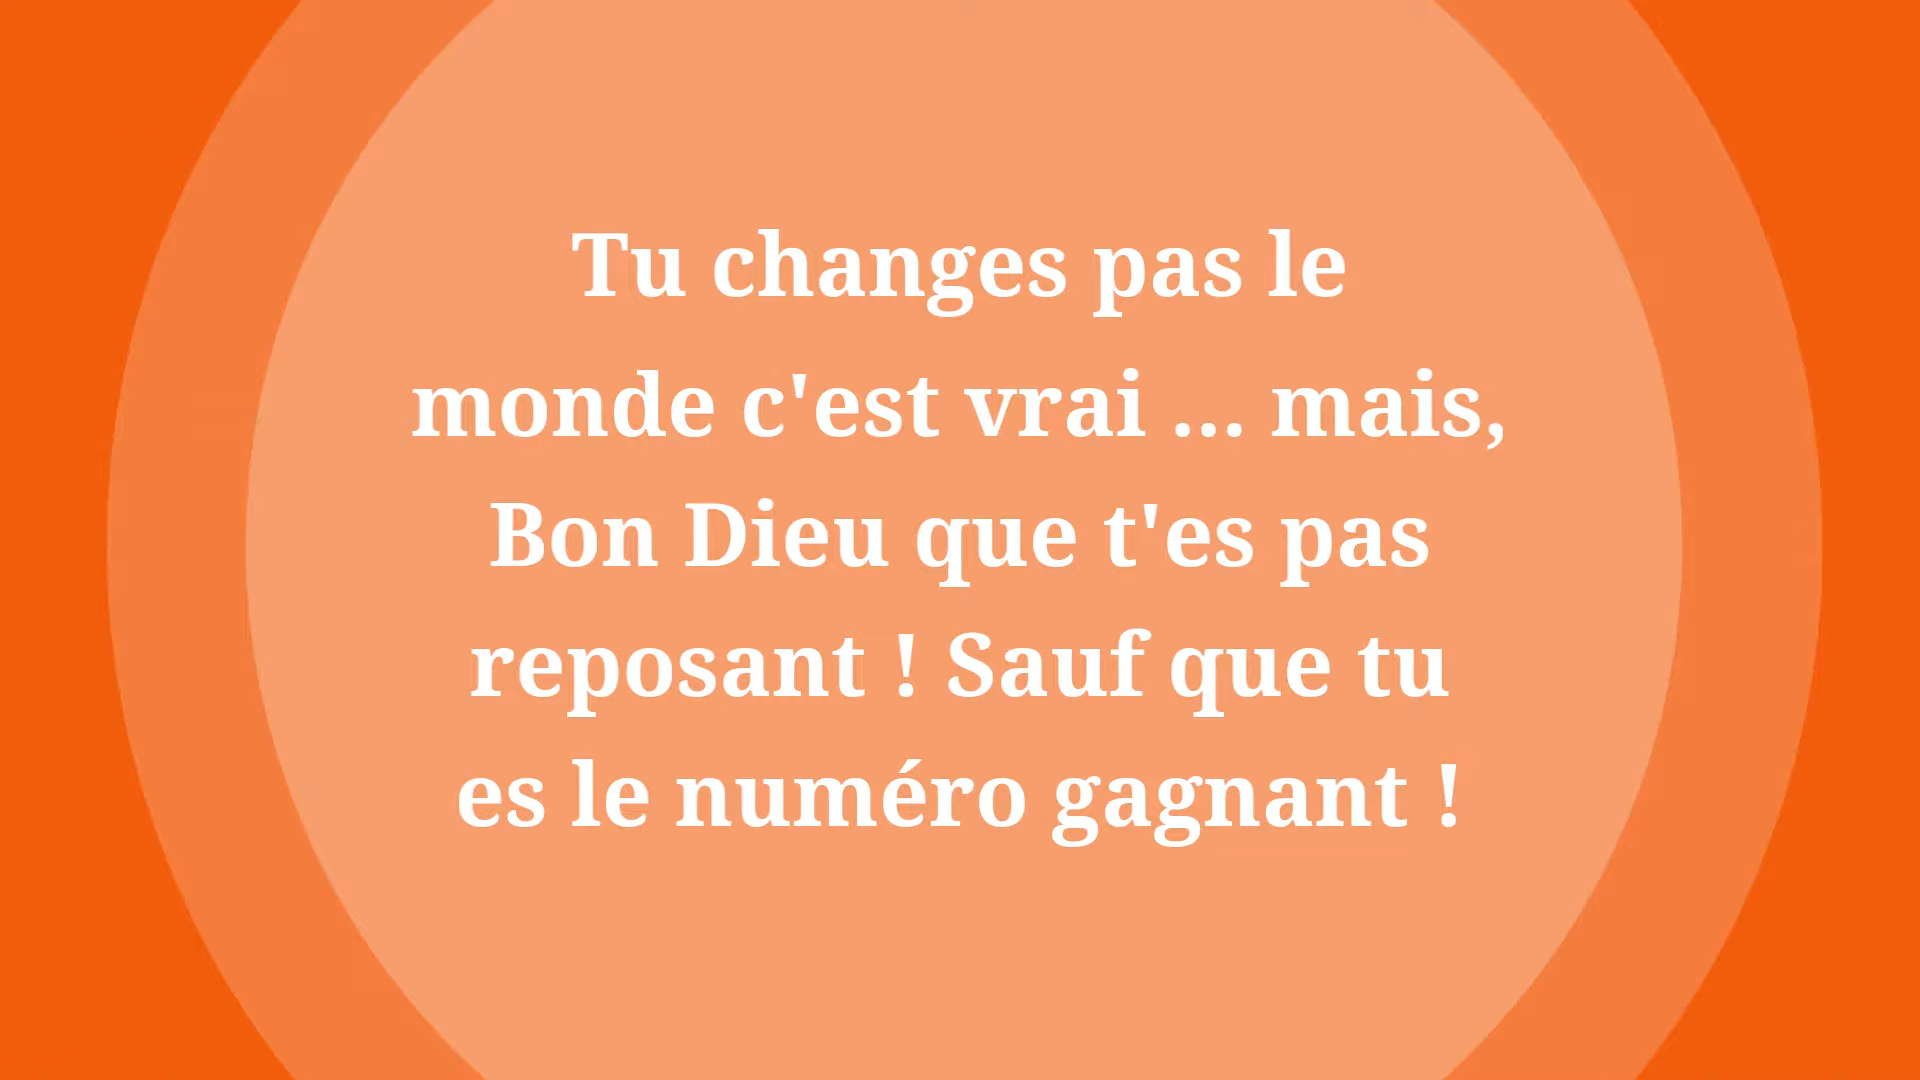 Tu changes pas le
monde c'est vrai ... mais,
Bon Dieu que t'es pas
reposant ! Sauf que tu
es le numéro gagnant !